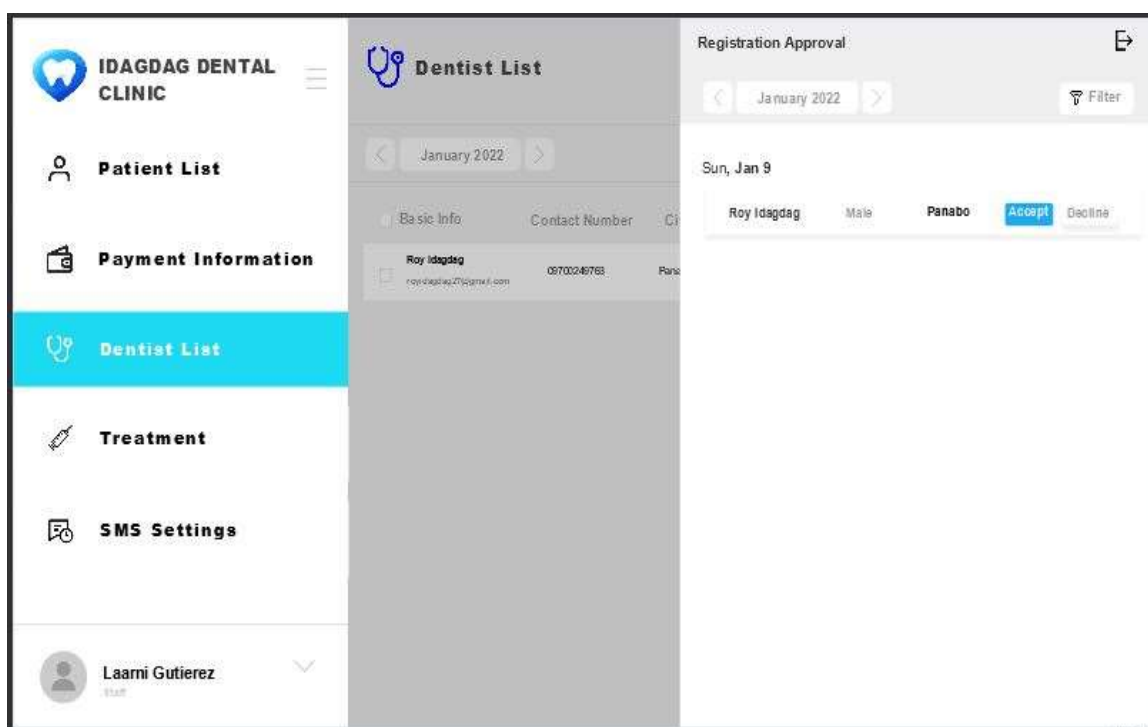 IDAGDAG DENTAL
CLINIC
Patient List
Payment Information
Dentist List
Treatment
SMS Settings
Laarni Gutierez
Staff
Dentist List
January 2022
Basic Info
Contact Number
Ci
Roy Idagdag
09700249763
Pana
Registration Approval
January 2022
Filter
Sun, Jan 9
Roy Idagdag Male Panabo Accept Decline